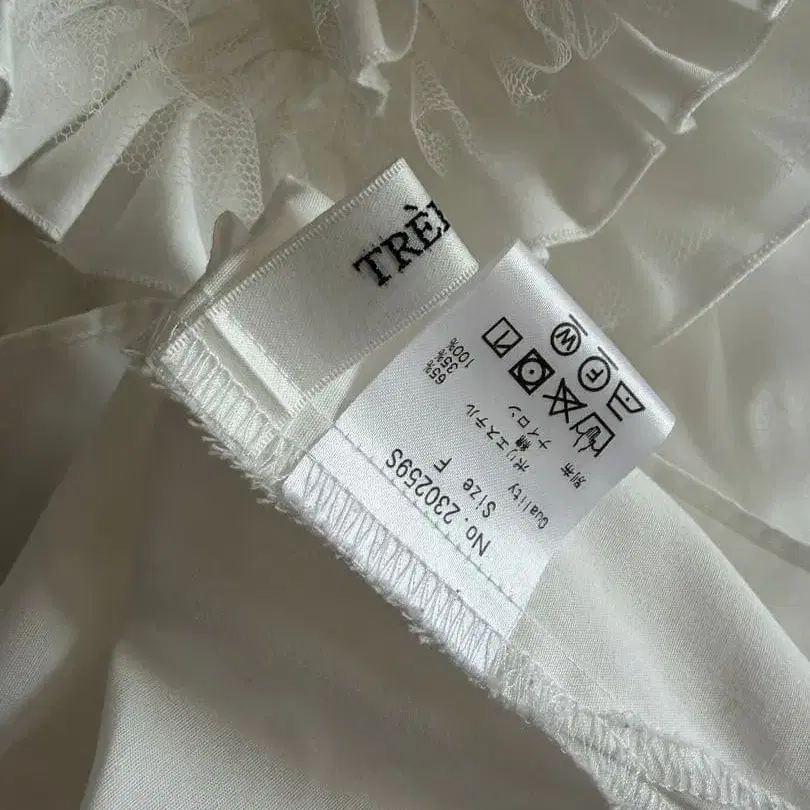 TRÈ
No. 230259S
Size F
Quality ポリエステル 65%
綿 35%
別布 ナイロン 100%
W
F